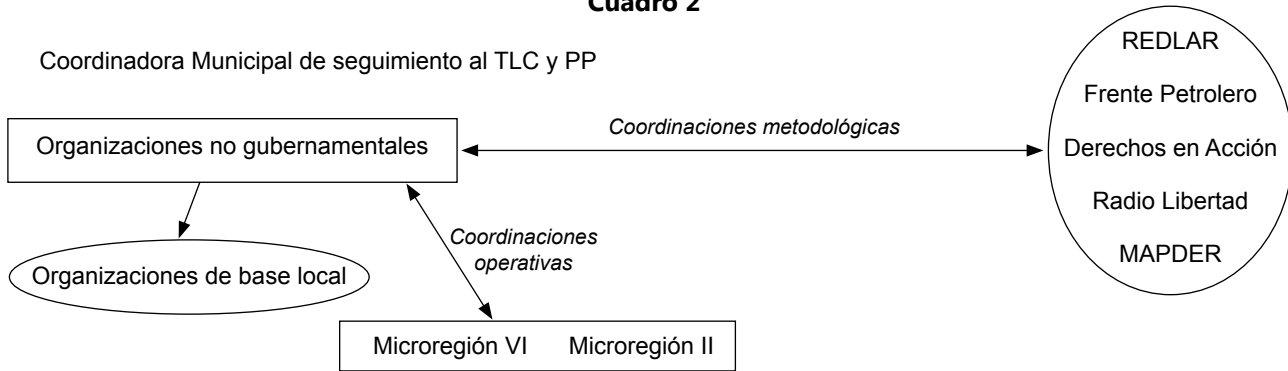 Cuadro 2
Coordinadora Municipal de seguimiento al TLC y PP
Organizaciones no gubernamentales
Coordinaciones metodológicas
REDLAR
Frente Petrolero
Derechos en Acción
Radio Libertad
MAPDER
Organizaciones de base local
Coordinaciones
operativas
Microregión VI Microregión II